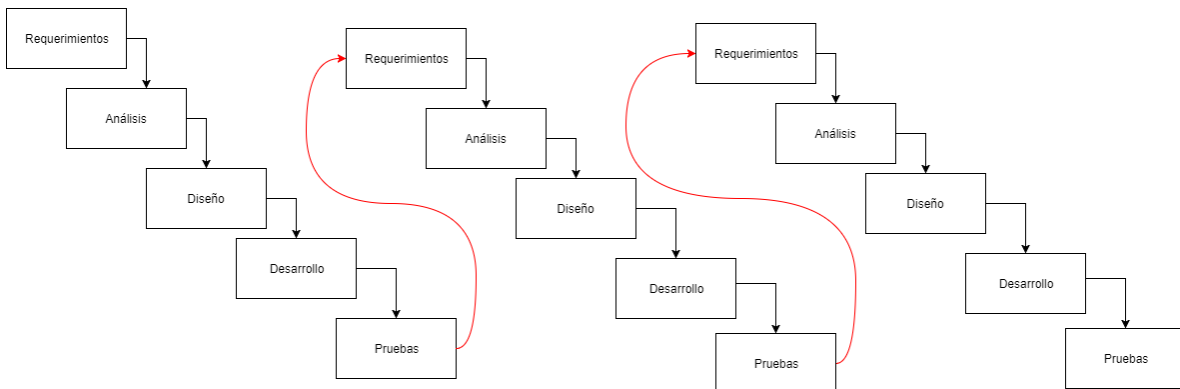 Requerimientos
Análisis
Diseño
Desarrollo
Pruebas
Requerimientos
Análisis
Diseño
Desarrollo
Pruebas
Requerimientos
Análisis
Diseño
Desarrollo
Pruebas